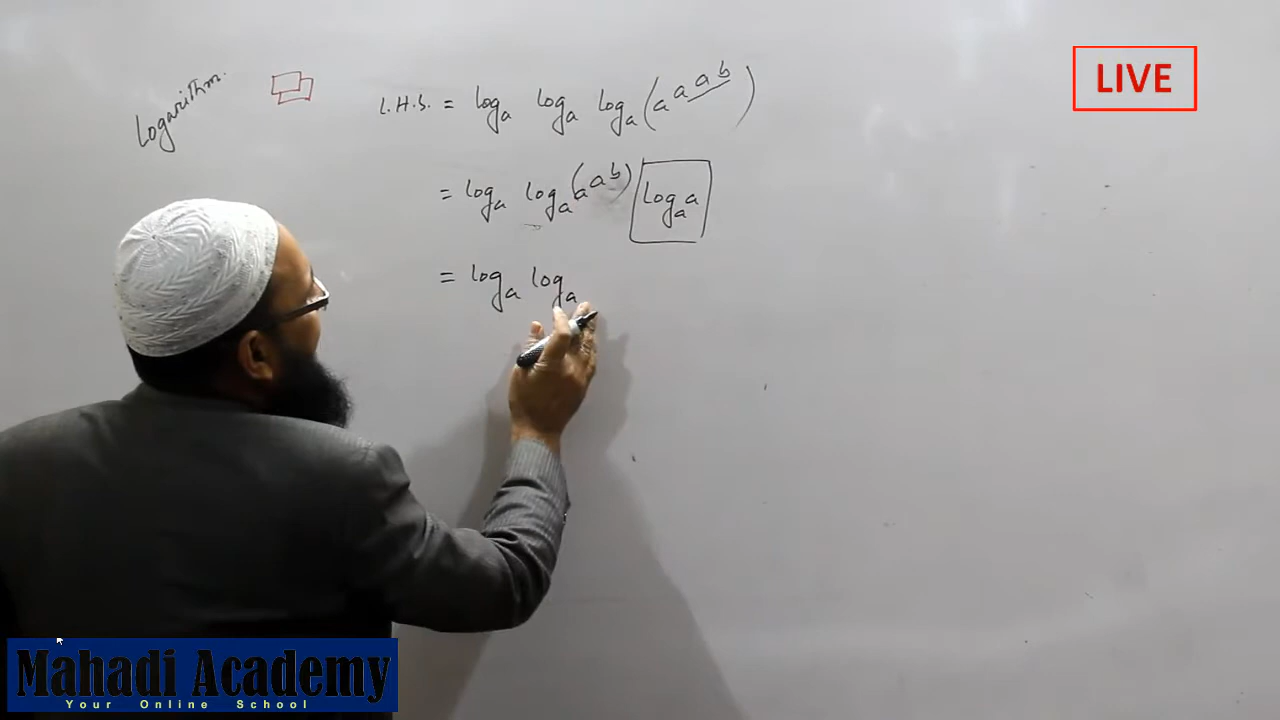 Logarithm.
L.H.S. = log_a log_a log_a (a^{a^{a^b}})
= log_a log_a (a^{a^b}) log_a a
= log_a log_a
LIVE
Mahadi Academy
Your Online School